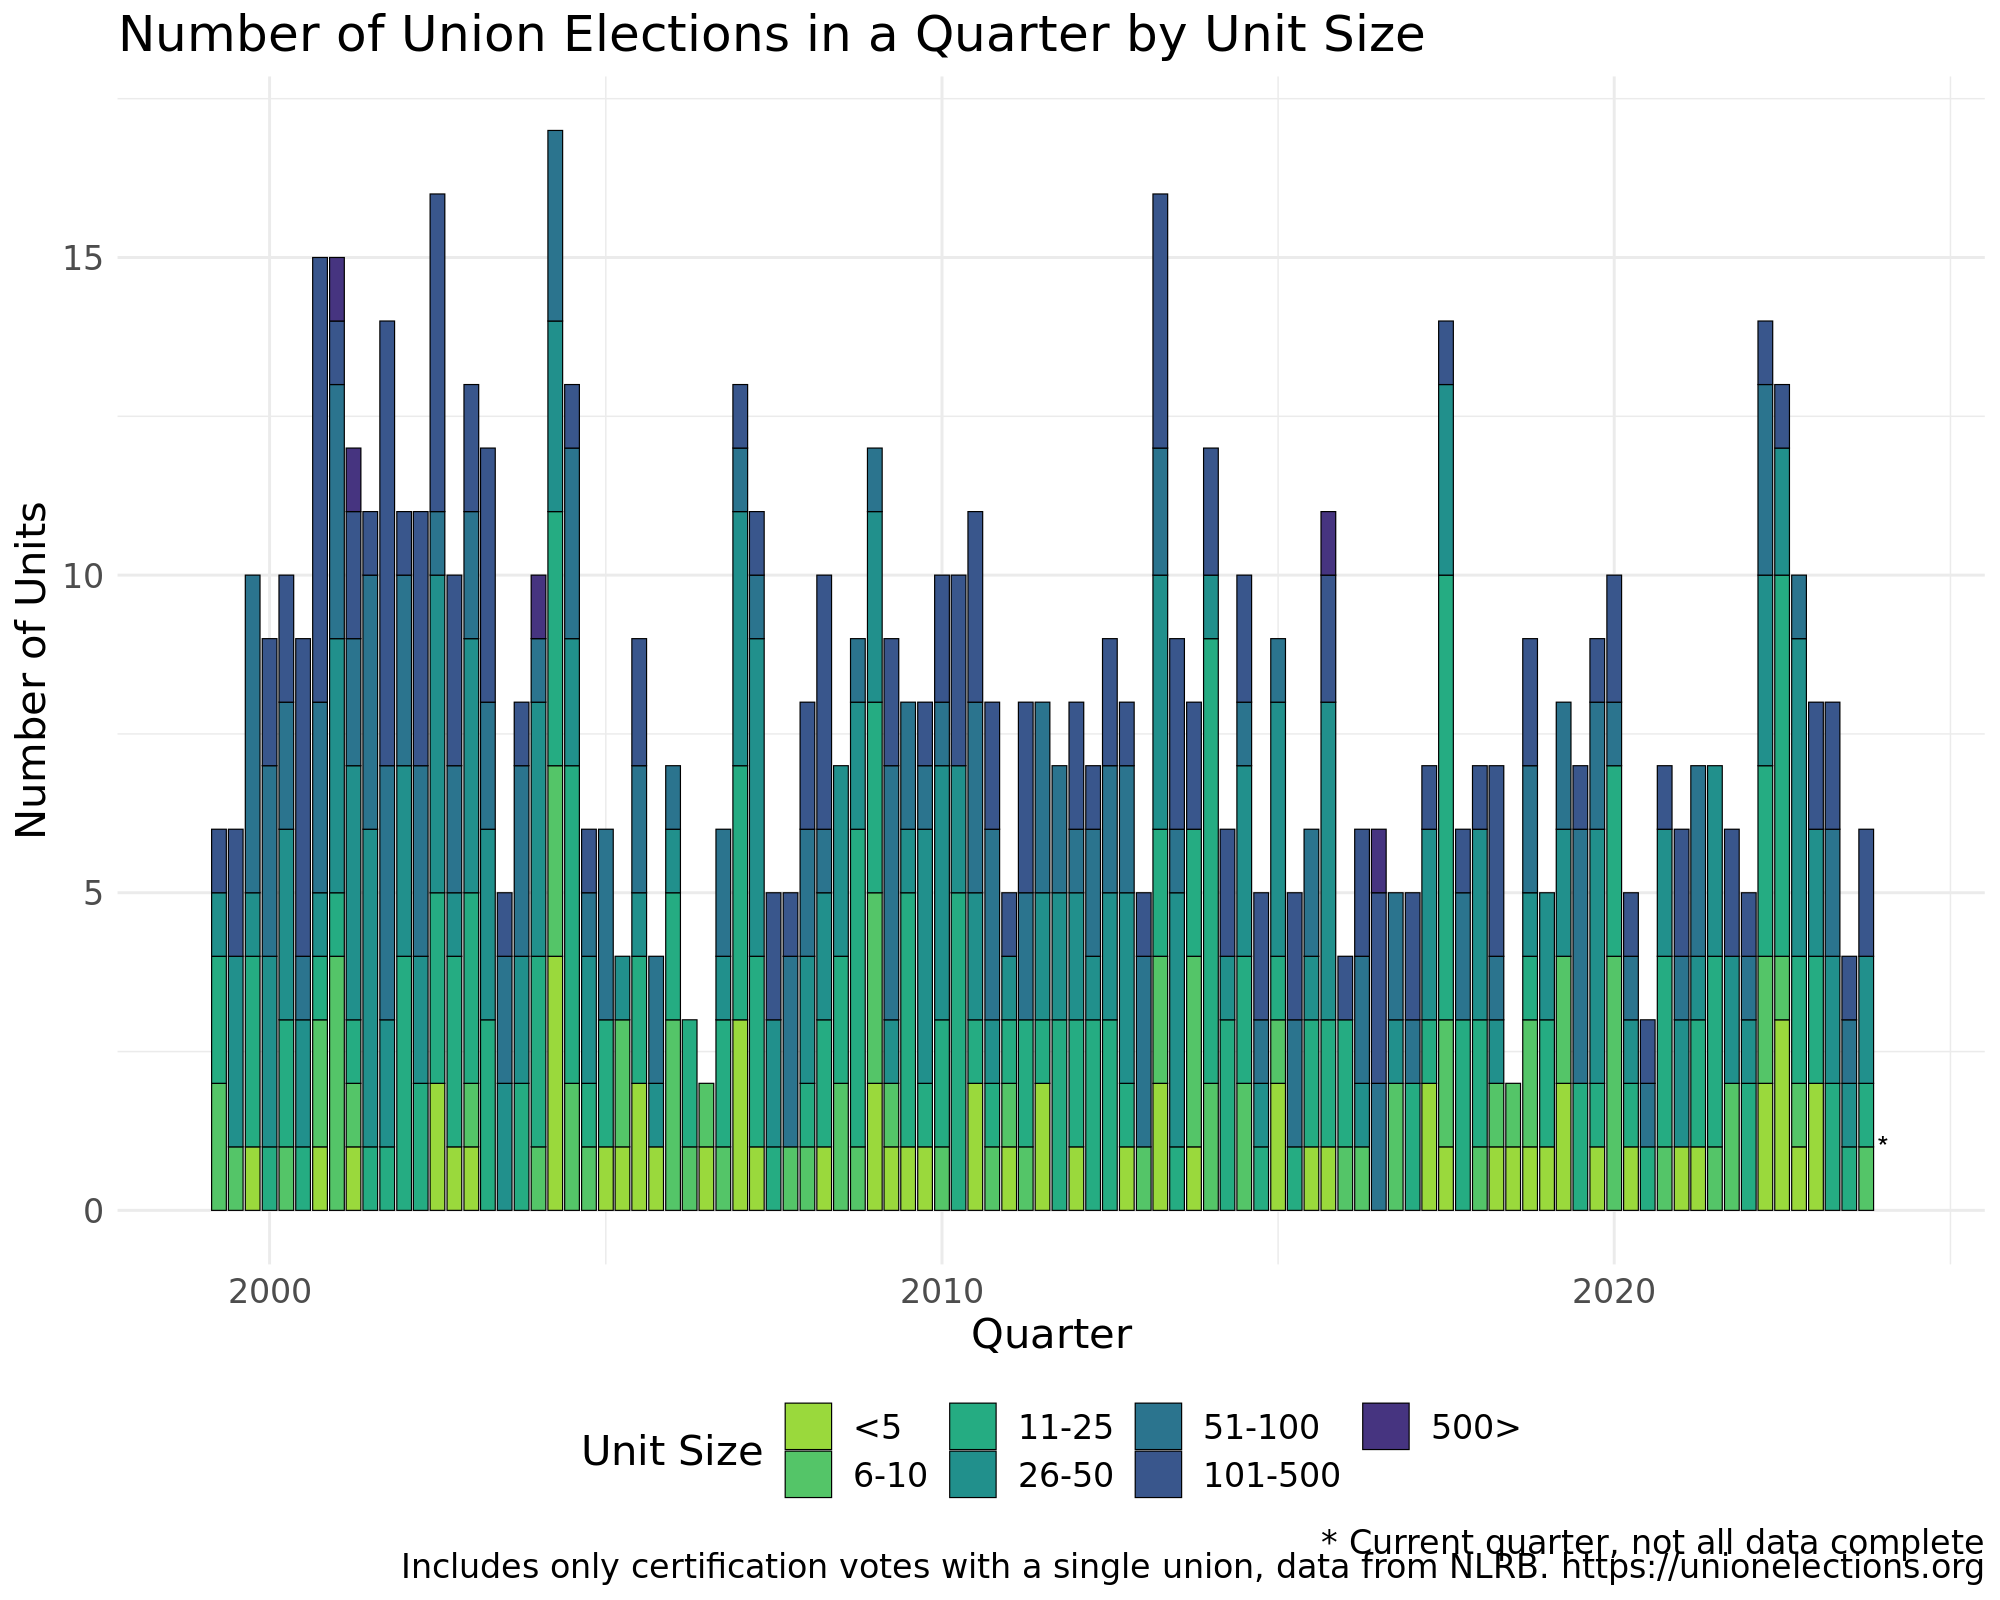 Number of Union Elections in a Quarter by Unit Size
Number of Units
15
10
5
0
*
2000 2010 2020
Quarter
Unit Size
<5 11-25 51-100 500>
6-10 26-50 101-500
* Current quarter, not all data complete
Includes only certification votes with a single union, data from NLRB. https://unionelections.org